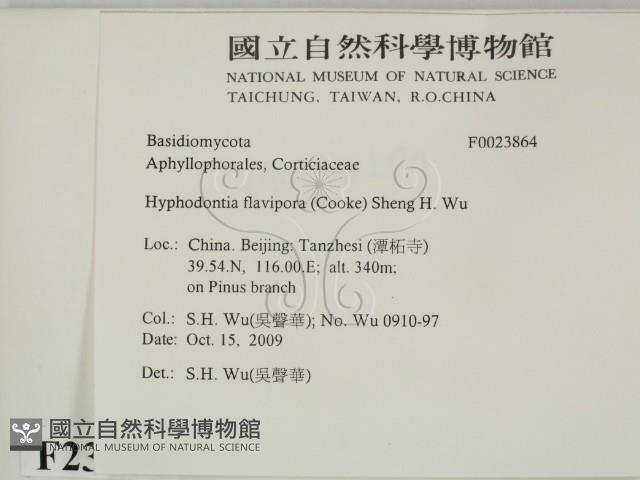 國立自然科學博物館
NATIONAL MUSEUM OF NATURAL SCIENCE
TAICHUNG, TAIWAN, R.O.CHINA
Basidiomycota F0023864
Aphyllophorales, Corticiaceae
Hyphodontia flavipora (Cooke) Sheng H. Wu
Loc.: China. Beijing: Tanzhesi (潭柘寺)
39.54.N, 116.00.E; alt. 340m;
on Pinus branch
Col.: S.H. Wu(吳聲華); No. Wu 0910-97
Date: Oct. 15, 2009
Det.: S.H. Wu(吳聲華)
國立自然科學博物館
NATIONAL MUSEUM OF NATURAL SCIENCE